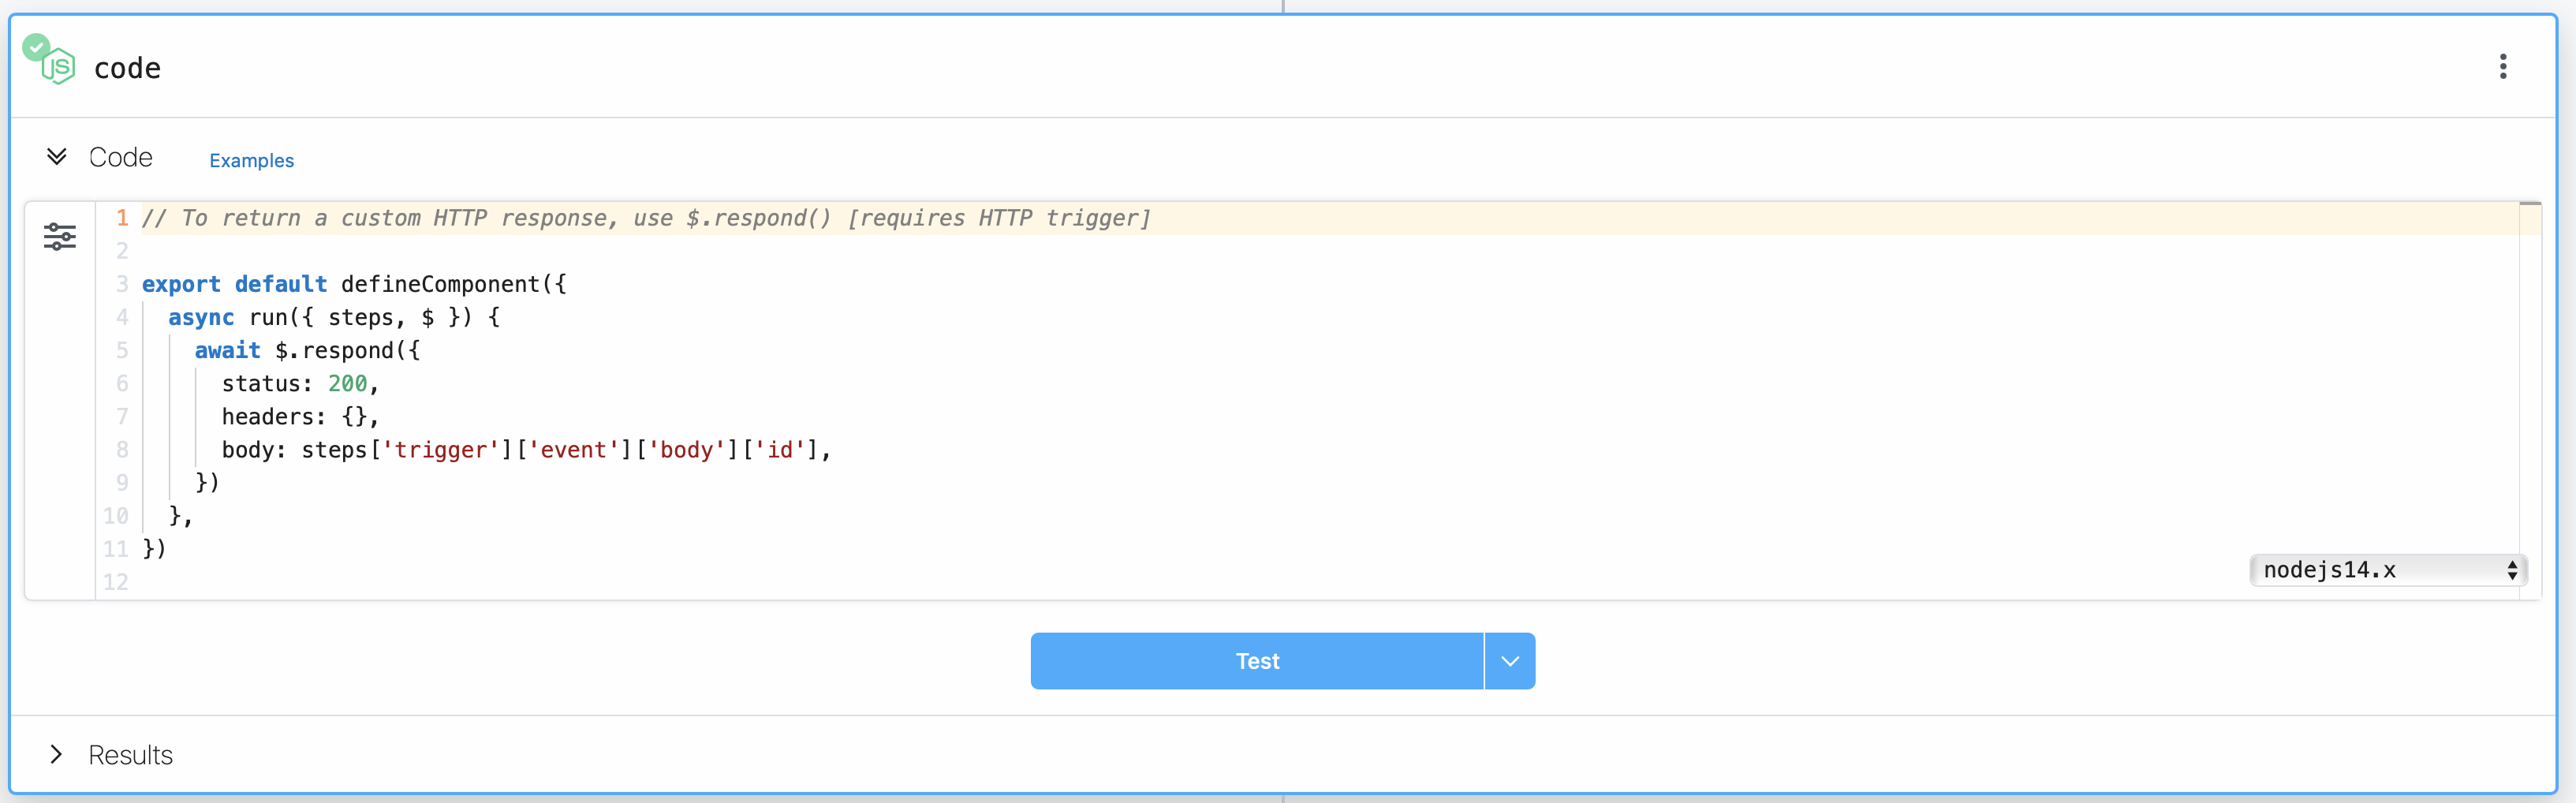 JS code
Code Examples
1 // To return a custom HTTP response, use $.respond() [requires HTTP trigger]
2
3 export default defineComponent({
4   async run({ steps, $ }) {
5     await $.respond({
6       status: 200,
7       headers: {},
8       body: steps['trigger']['event']['body']['id'],
9     })
10   },
11 })
12
nodejs14.x
Test
Results